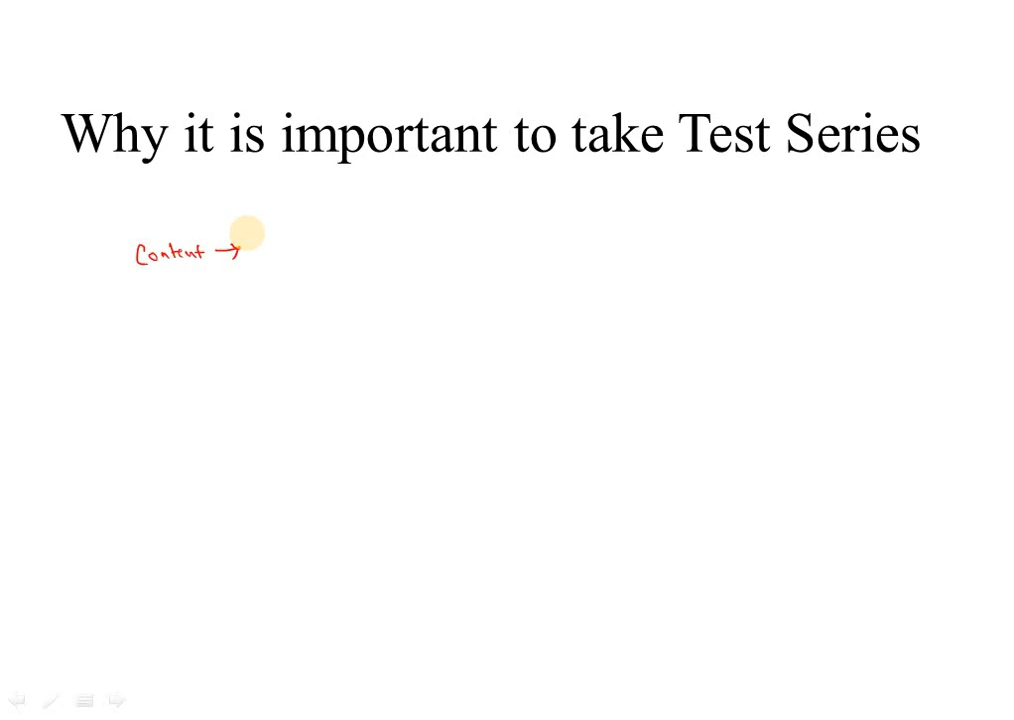 Why it is important to take Test Series
Content →